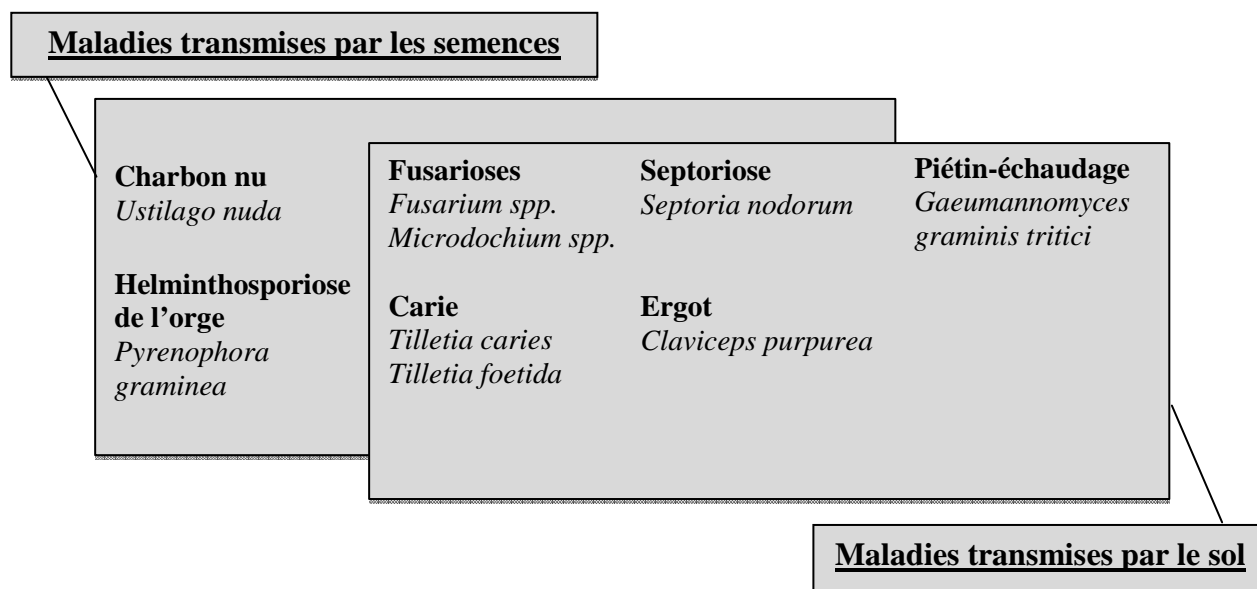 Maladies transmises par les semences
Charbon nu
Ustilago nuda
Helminthosporiose
de l’orge
Pyrenophora
graminea
Fusarioses
Fusarium spp.
Microdochium spp.
Carie
Tilletia caries
Tilletia foetida
Septoriose
Septoria nodorum
Ergot
Claviceps purpurea
Piétin-échaudage
Gaeumannomyces
graminis tritici
Maladies transmises par le sol